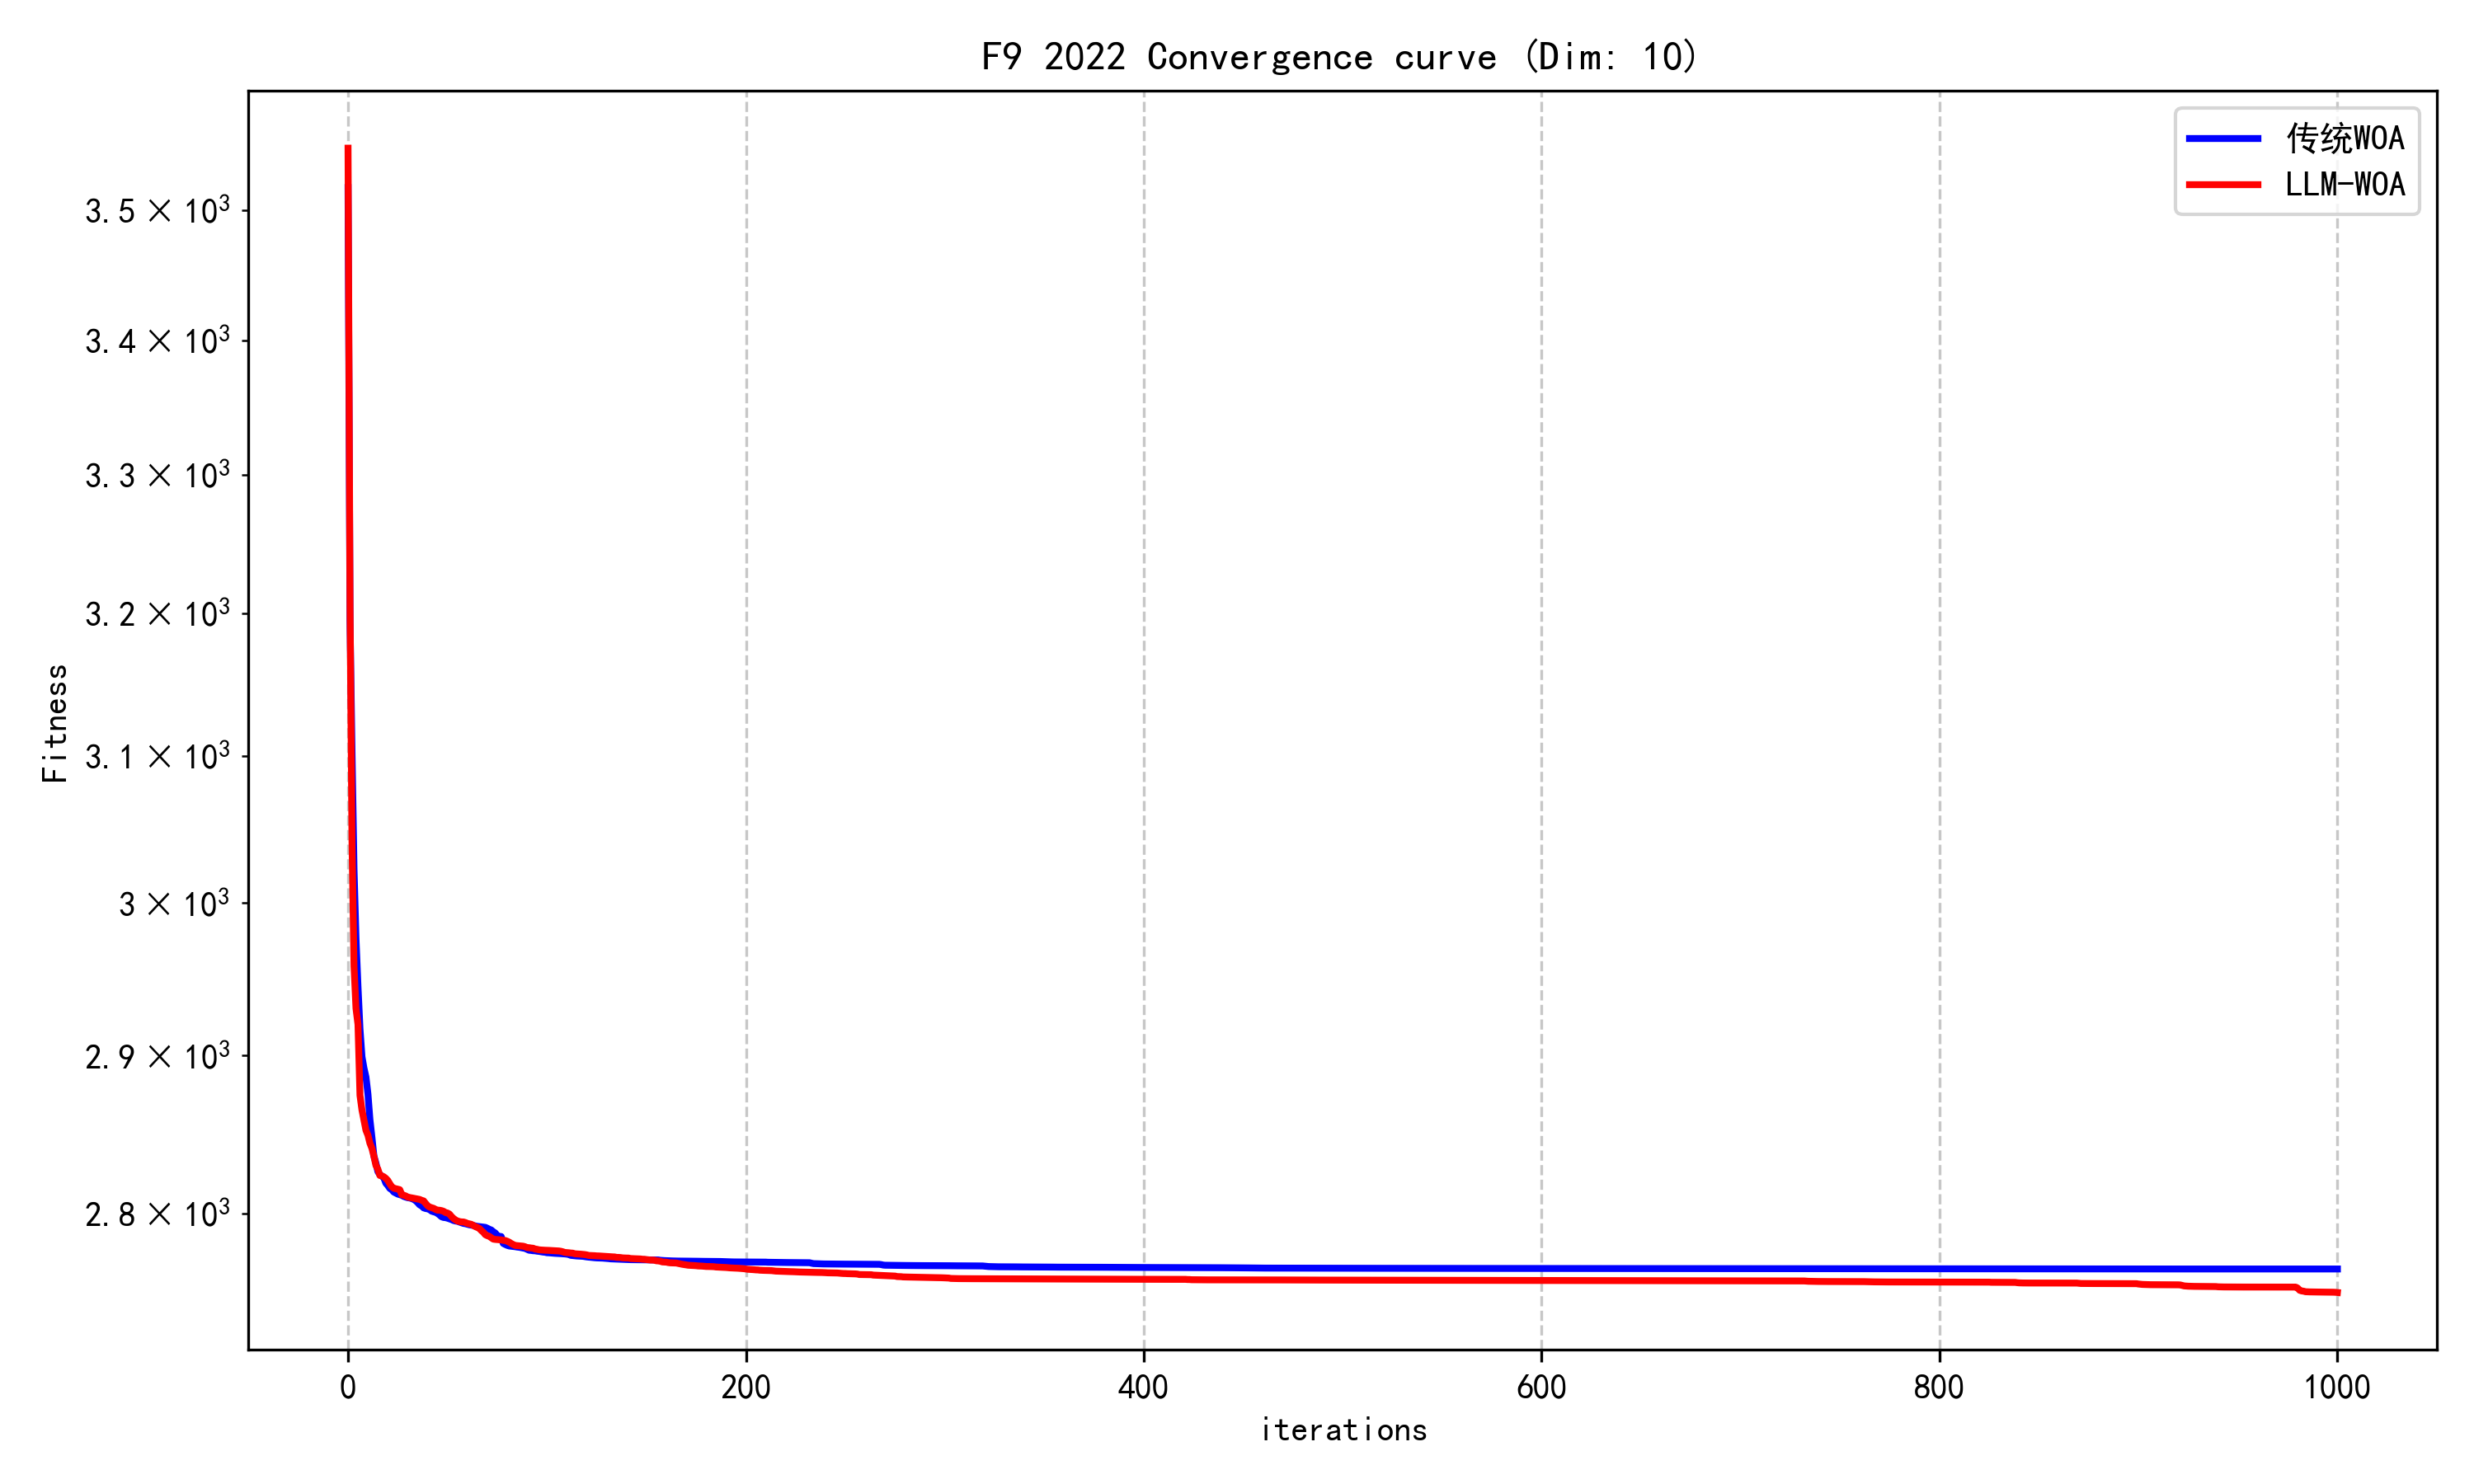 F9 2022 Convergence curve (Dim: 10)
传统WOA
LLM-WOA
3.5×10³
3.4×10³
3.3×10³
3.2×10³
3.1×10³
3×10³
2.9×10³
2.8×10³
Fitness
0 200 400 600 800 1000
iterations